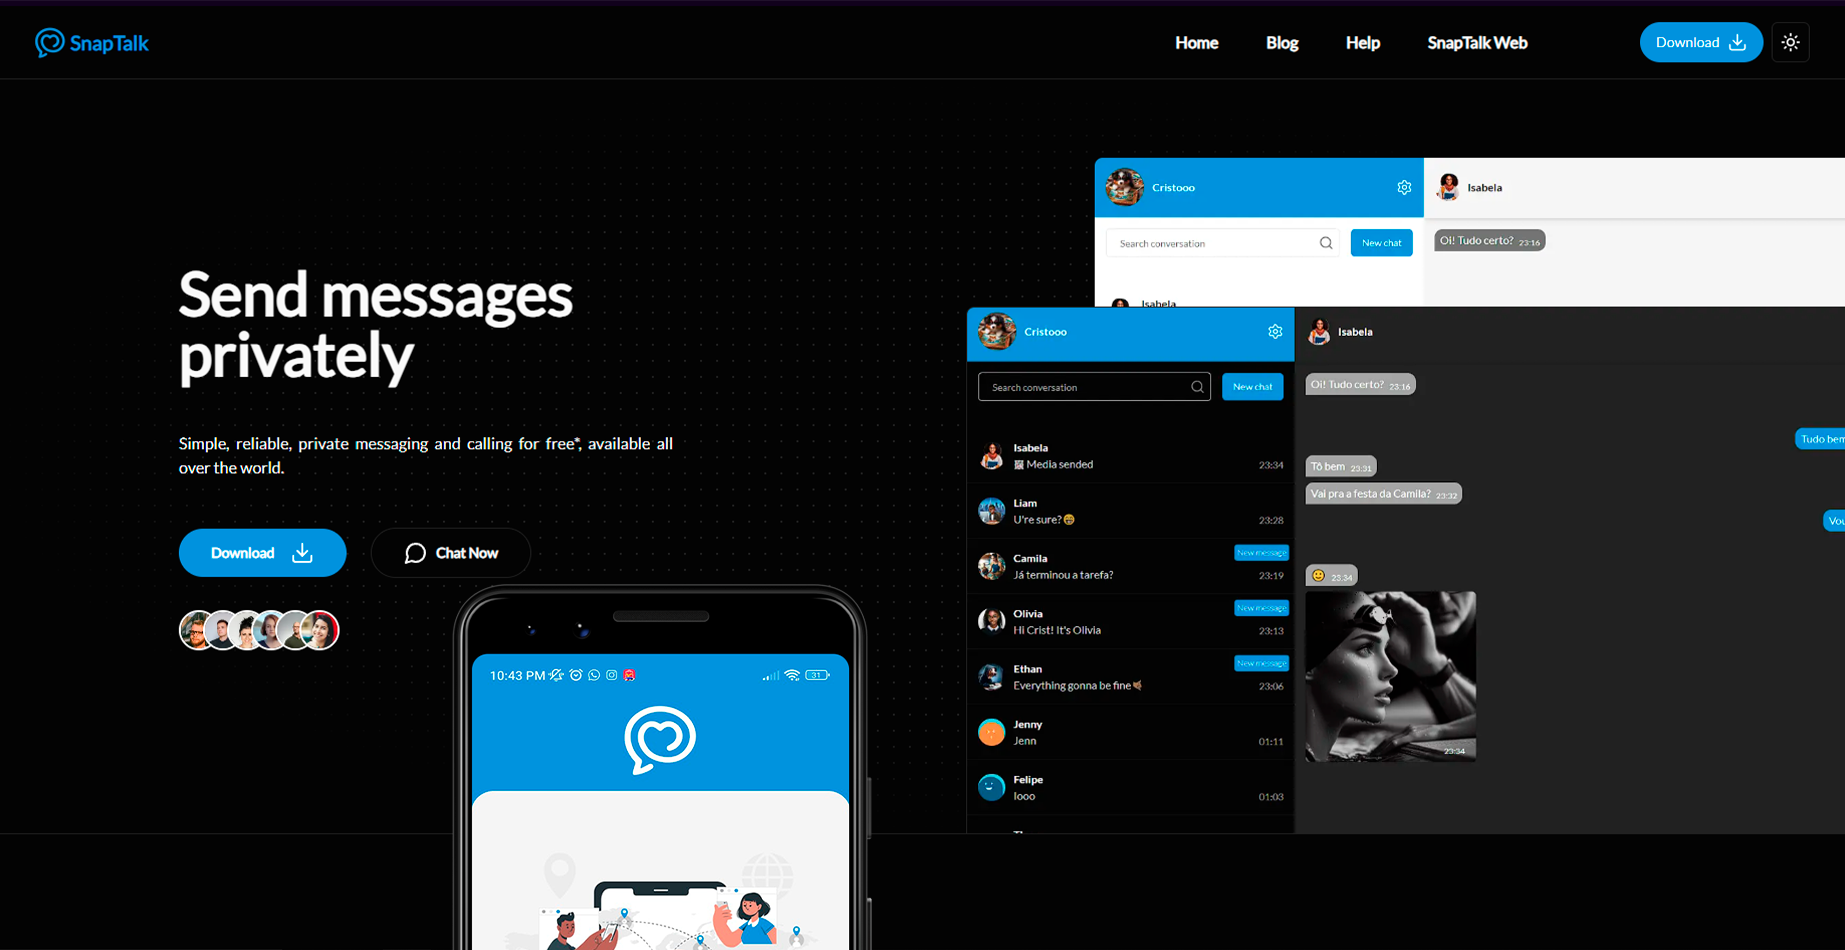 SnapTalk
Home
Blog
Help
SnapTalk Web
Download
Send messages
privately
Simple, reliable, private messaging and calling for free*, available all
over the world.
Download
Chat Now
Cristooo
Isabela
Search conversation
New chat
Oi! Tudo certo? 23:16
Isabela
Cristooo
Isabela
Search conversation
New chat
Isabela
Media sended 23:34
Liam
U're sure?😄 23:28
Camila New message
Já terminou a tarefa? 23:19
Olivia New message
Hi Crist! It's Olivia 23:13
Ethan New message
Everything gonna be fine 23:06
Jenny
Jenn 01:11
Felipe
looo 01:03
Oi! Tudo certo? 23:16
Tudo bem
Tô bem 23:31
Vai pra a festa da Camila? 23:32
Vou
🙂 23:34
23:34
10:43 PM
31